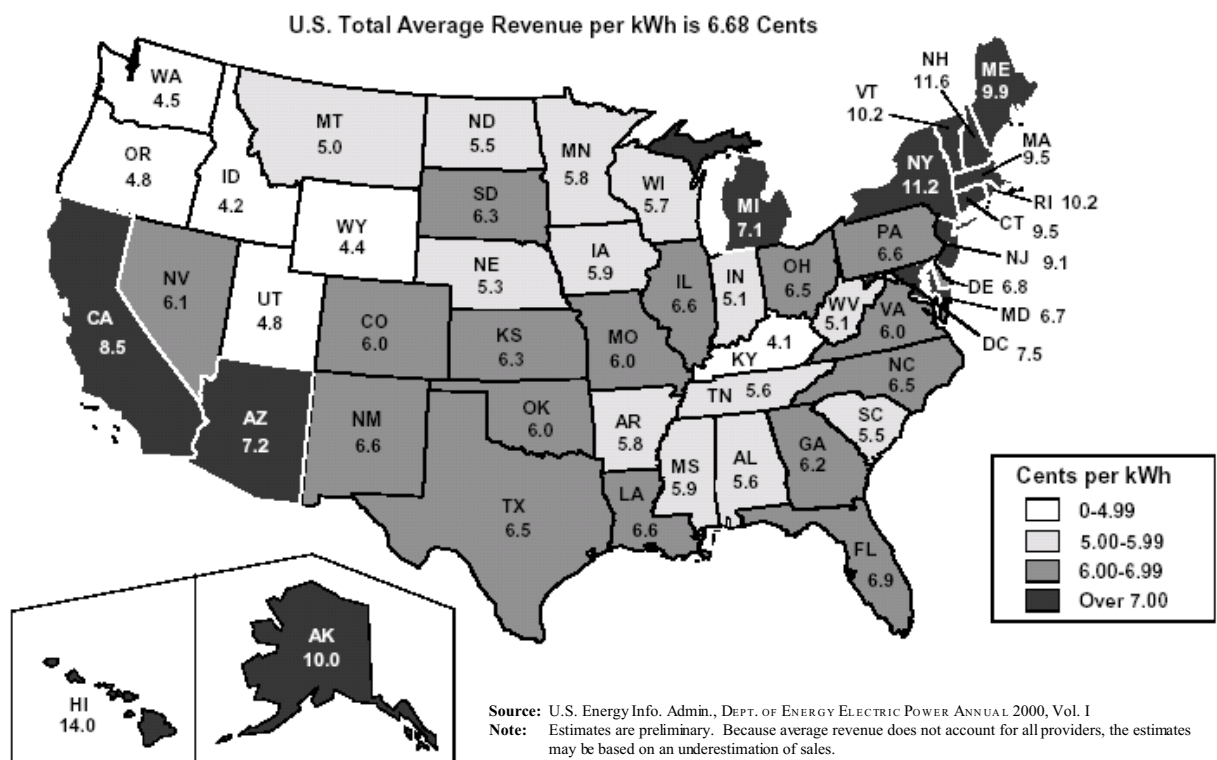 U.S. Total Average Revenue per kWh is 6.68 Cents
WA
4.5
OR
4.8
ID
4.2
MT
5.0
ND
5.5
MN
5.8
SD
6.3
WI
5.7
WY
4.4
NV
6.1
UT
4.8
CA
8.5
AZ
7.2
CO
6.0
NM
6.6
NE
5.3
KS
6.3
OK
6.0
TX
6.5
IA
5.9
MO
6.0
AR
5.8
LA
6.6
IL
6.6
MI
7.1
IN
5.1
OH
6.5
KY
4.1
TN 5.6
MS
5.9
AL
5.6
GA
6.2
FL
6.9
SC
5.5
NC
6.5
VA
6.0
WV
5.1
PA
6.6
NY
11.2
VT
10.2
NH
11.6
ME
9.9
MA
9.5
RI 10.2
CT
9.5
NJ 9.1
DE 6.8
MD 6.7
DC 7.5
AK
10.0
HI
14.0
Cents per kWh
0-4.99
5.00-5.99
6.00-6.99
Over 7.00
Source: U.S. Energy Info. Admin., DEPT. OF ENERGY ELECTRIC POWER ANNUAL 2000, Vol. I
Note: Estimates are preliminary. Because average revenue does not account for all providers, the estimates
may be based on an underestimation of sales.